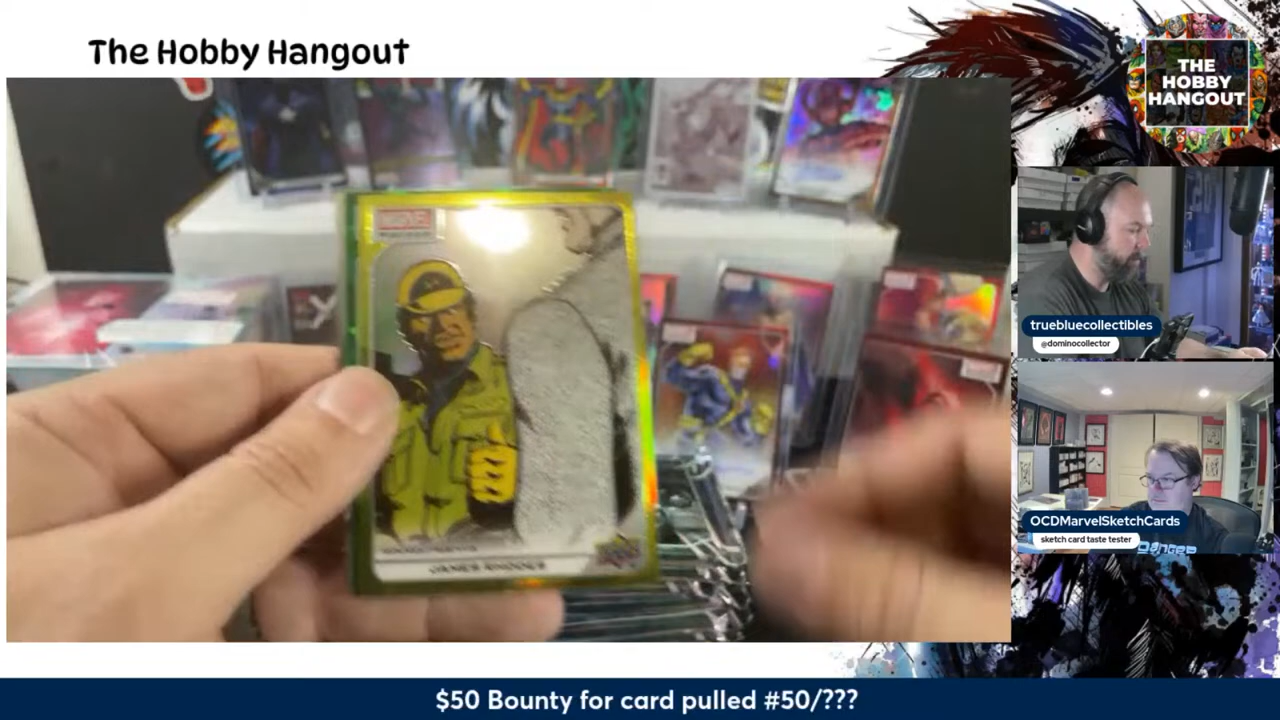 The Hobby Hangout
THE
HOBBY
HANGOUT
MARVEL
JAMES RHODES
truebluecollectibles
@dominocollector
OCDMarvelSketchCards
sketch card taste tester
$50 Bounty for card pulled #50/???